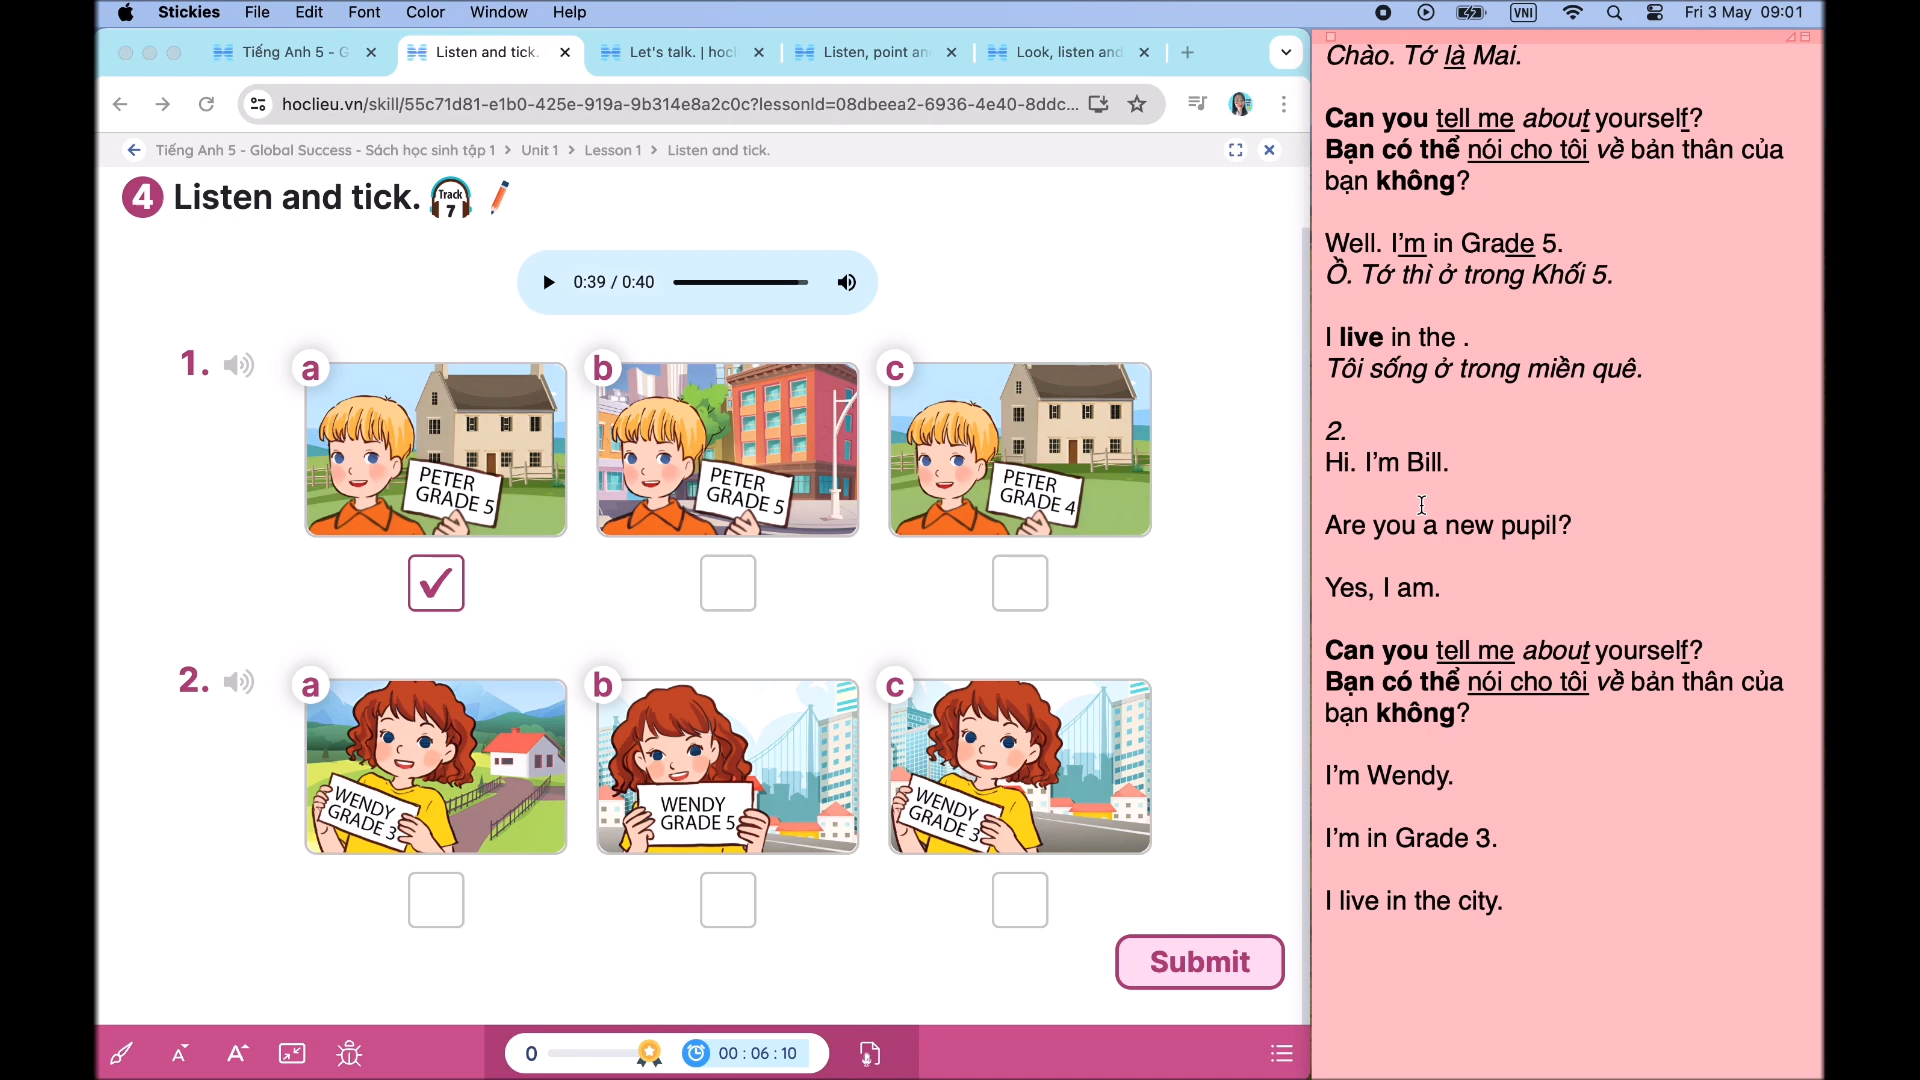 Stickies File Edit Font Color Window Help VNI Fri 3 May 09:01
Tiếng Anh 5 - G Listen and tick. Let's talk. | hocl Listen, point an Look, listen and
hoclieu.vn/skill/55c71d81-e1b0-425e-919a-9b314e8a2c0c?lessonId=08dbeea2-6936-4e40-8ddc...
Tiếng Anh 5 - Global Success - Sách học sinh tập 1 > Unit 1 > Lesson 1 > Listen and tick.
4 Listen and tick. Track 7
0:39 / 0:40
1.
a
PETER
GRADE 5
b
PETER
GRADE 5
c
PETER
GRADE 4
2.
a
WENDY
GRADE 3
b
WENDY
GRADE 5
c
WENDY
GRADE 3
Submit
A A 0 00 : 06 : 10
Chào. Tớ là Mai.
Can you tell me about yourself?
Bạn có thể nói cho tôi về bản thân của
bạn không?
Well. I'm in Grade 5.
Ồ. Tớ thì ở trong Khối 5.
I live in the .
Tôi sống ở trong miền quê.
2.
Hi. I'm Bill.
Are you a new pupil?
Yes, I am.
Can you tell me about yourself?
Bạn có thể nói cho tôi về bản thân của
bạn không?
I'm Wendy.
I'm in Grade 3.
I live in the city.